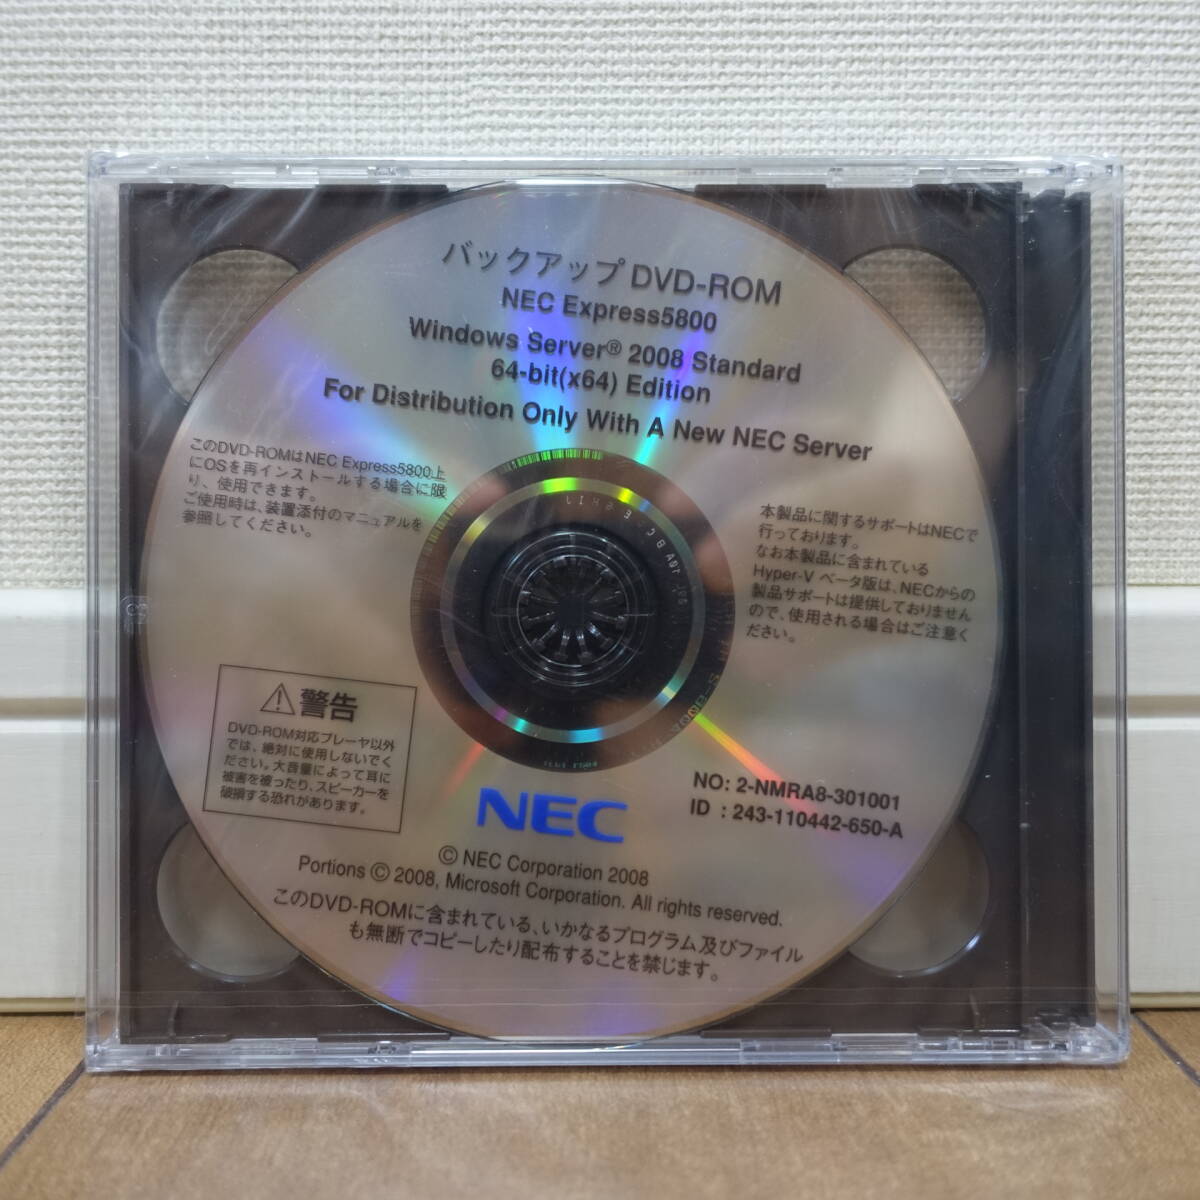 バックアップ DVD-ROM
NEC Express5800
Windows Server® 2008 Standard
64-bit(x64) Edition
For Distribution Only With A New NEC Server
このDVD-ROMはNEC Express5800上
にOSを再インストールする場合に限
り、使用できます。
ご使用時は、装置添付のマニュアルを
参照してください。
本製品に関するサポートはNECで
行っております。
なお本製品に含まれている
Hyper-V ベータ版は、NECからの
製品サポートは提供しておりません
ので、使用される場合はご注意く
ださい。
⚠警告
DVD-ROM対応プレーヤ以外
では、絶対に使用しないでく
ださい。大音量によって耳に
被害を被ったり、スピーカーを
破損する恐れがあります。
NO: 2-NMRA8-301001
ID : 243-110442-650-A
NEC
© NEC Corporation 2008
Portions © 2008, Microsoft Corporation. All rights reserved.
このDVD-ROMに含まれている、いかなるプログラム及びファイル
も無断でコピーしたり配布することを禁じます。